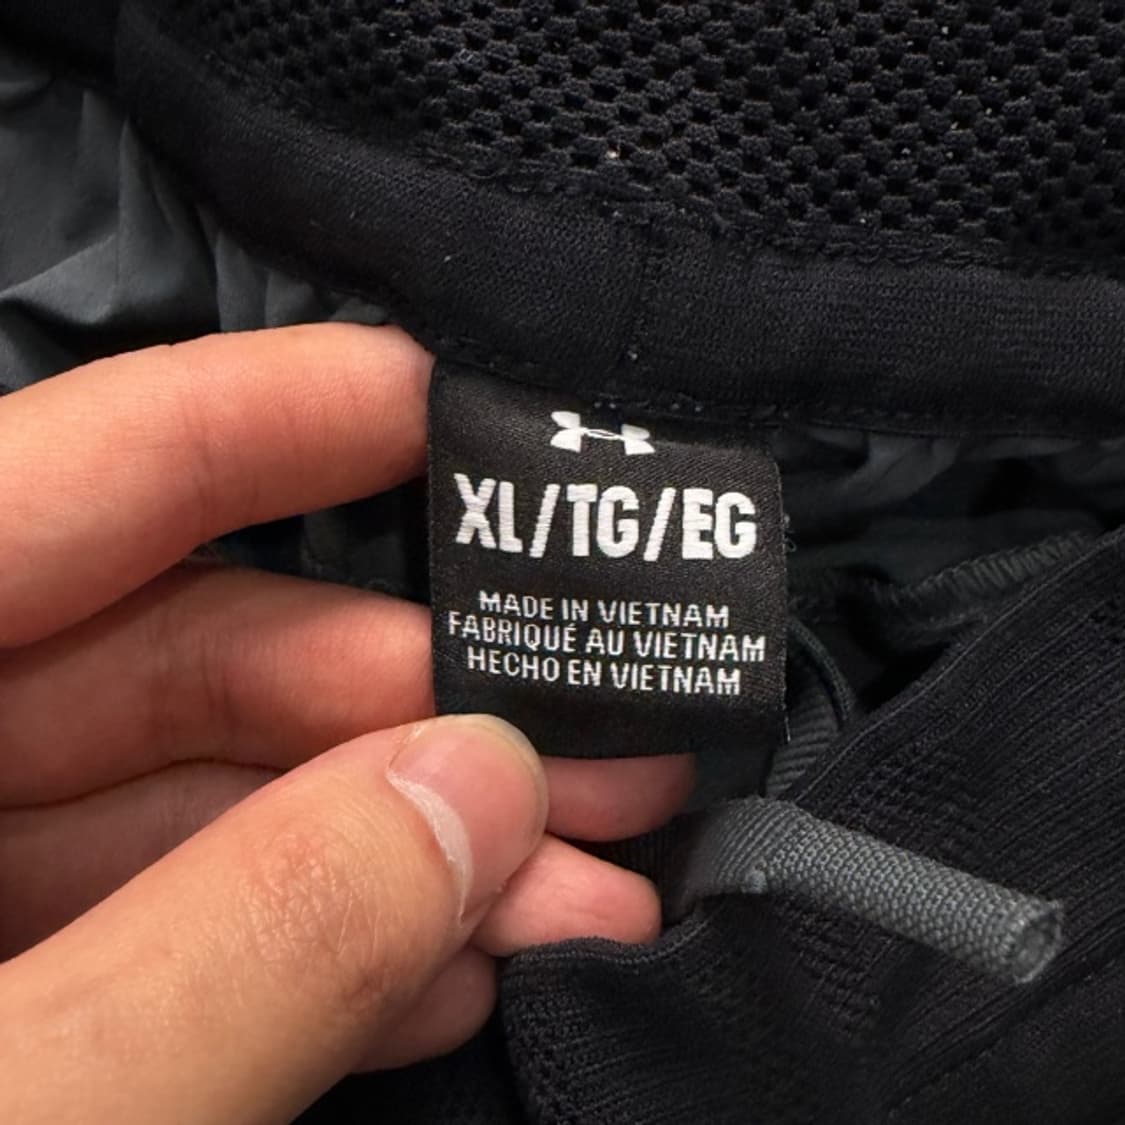 XL/TG/EG
MADE IN VIETNAM
FABRIQUÉ AU VIETNAM
HECHO EN VIETNAM